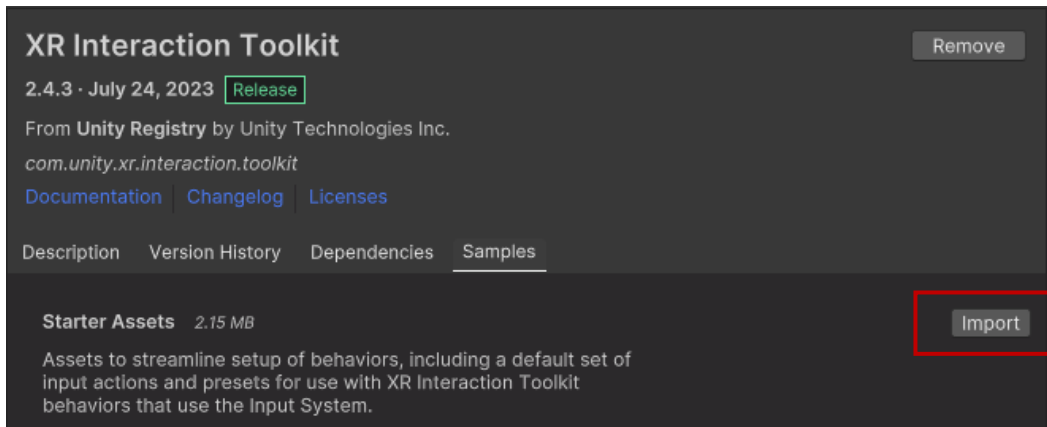 XR Interaction Toolkit
Remove
2.4.3 · July 24, 2023 Release
From Unity Registry by Unity Technologies Inc.
com.unity.xr.interaction.toolkit
Documentation Changelog Licenses
Description Version History Dependencies Samples
Starter Assets 2.15 MB
Import
Assets to streamline setup of behaviors, including a default set of
input actions and presets for use with XR Interaction Toolkit
behaviors that use the Input System.